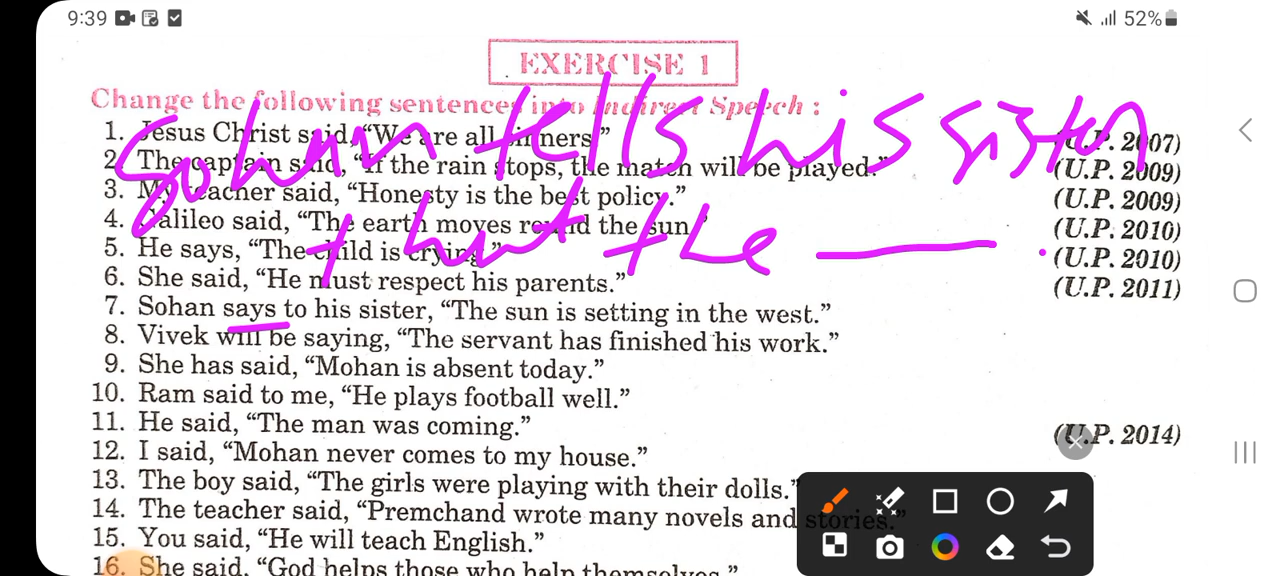 9:39 52%
EXERCISE 1
Change the following sentences into Indirect Speech :
1. Jesus Christ said, “We are all sinners.” (U.P. 2007)
2. The captain said, “If the rain stops, the match will be played.” (U.P. 2009)
3. My teacher said, “Honesty is the best policy.” (U.P. 2009)
4. Galileo said, “The earth moves round the sun.” (U.P. 2010)
5. He says, “The child is crying.” (U.P. 2010)
6. She said, “He must respect his parents.” (U.P. 2011)
7. Sohan says to his sister, “The sun is setting in the west.”
8. Vivek will be saying, “The servant has finished his work.”
9. She has said, “Mohan is absent today.”
10. Ram said to me, “He plays football well.”
11. He said, “The man was coming.” (U.P. 2014)
12. I said, “Mohan never comes to my house.”
13. The boy said, “The girls were playing with their dolls.”
14. The teacher said, “Premchand wrote many novels and stories.”
15. You said, “He will teach English.”
16. She said, “God helps those who help themselves.”
Sohan tells his sister
that the .